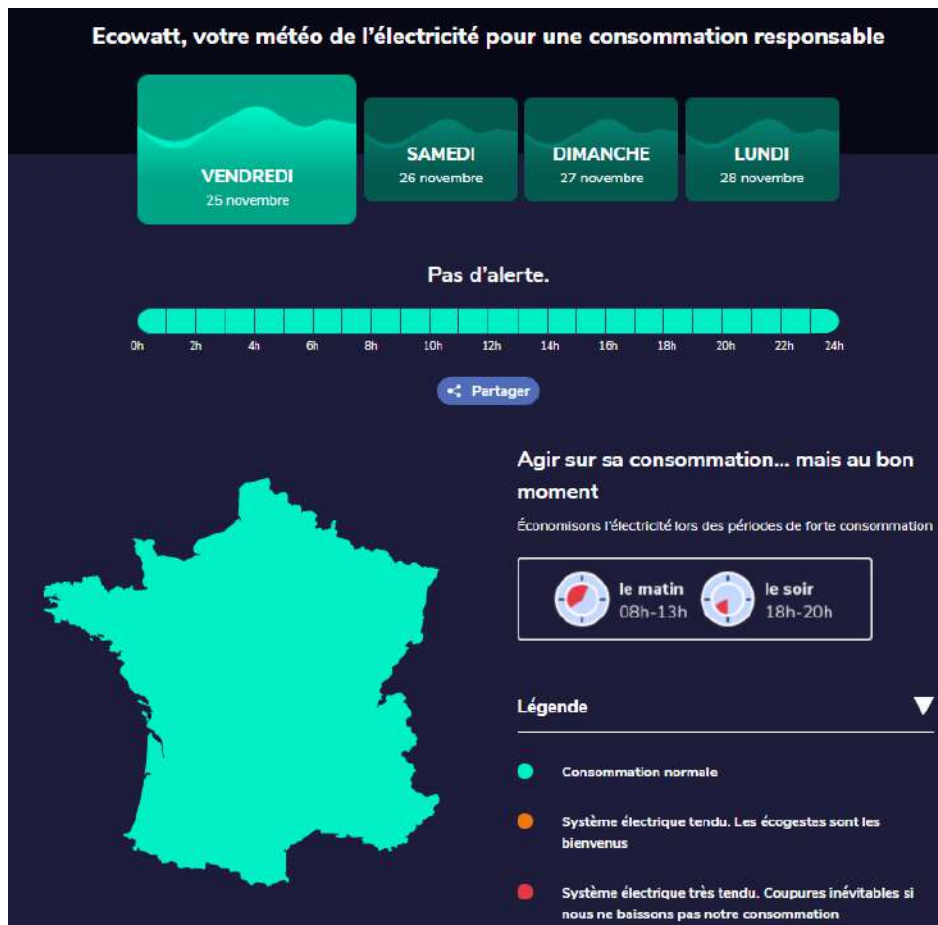 Ecowatt, votre météo de l'électricité pour une consommation responsable
VENDREDI
25 novembre
SAMEDI
26 novembre
DIMANCHE
27 novembre
LUNDI
28 novembre
Pas d'alerte.
0h 2h 4h 6h 8h 10h 12h 14h 16h 18h 20h 22h 24h
Partager
Agir sur sa consommation... mais au bon
moment
Économisons l'électricité lors des périodes de forte consommation
le matin
08h-13h
le soir
18h-20h
Légende
Consommation normale
Système électrique tendu. Les écogestes sont les
bienvenus
Système électrique très tendu. Coupures inévitables si
nous ne baissons pas notre consommation